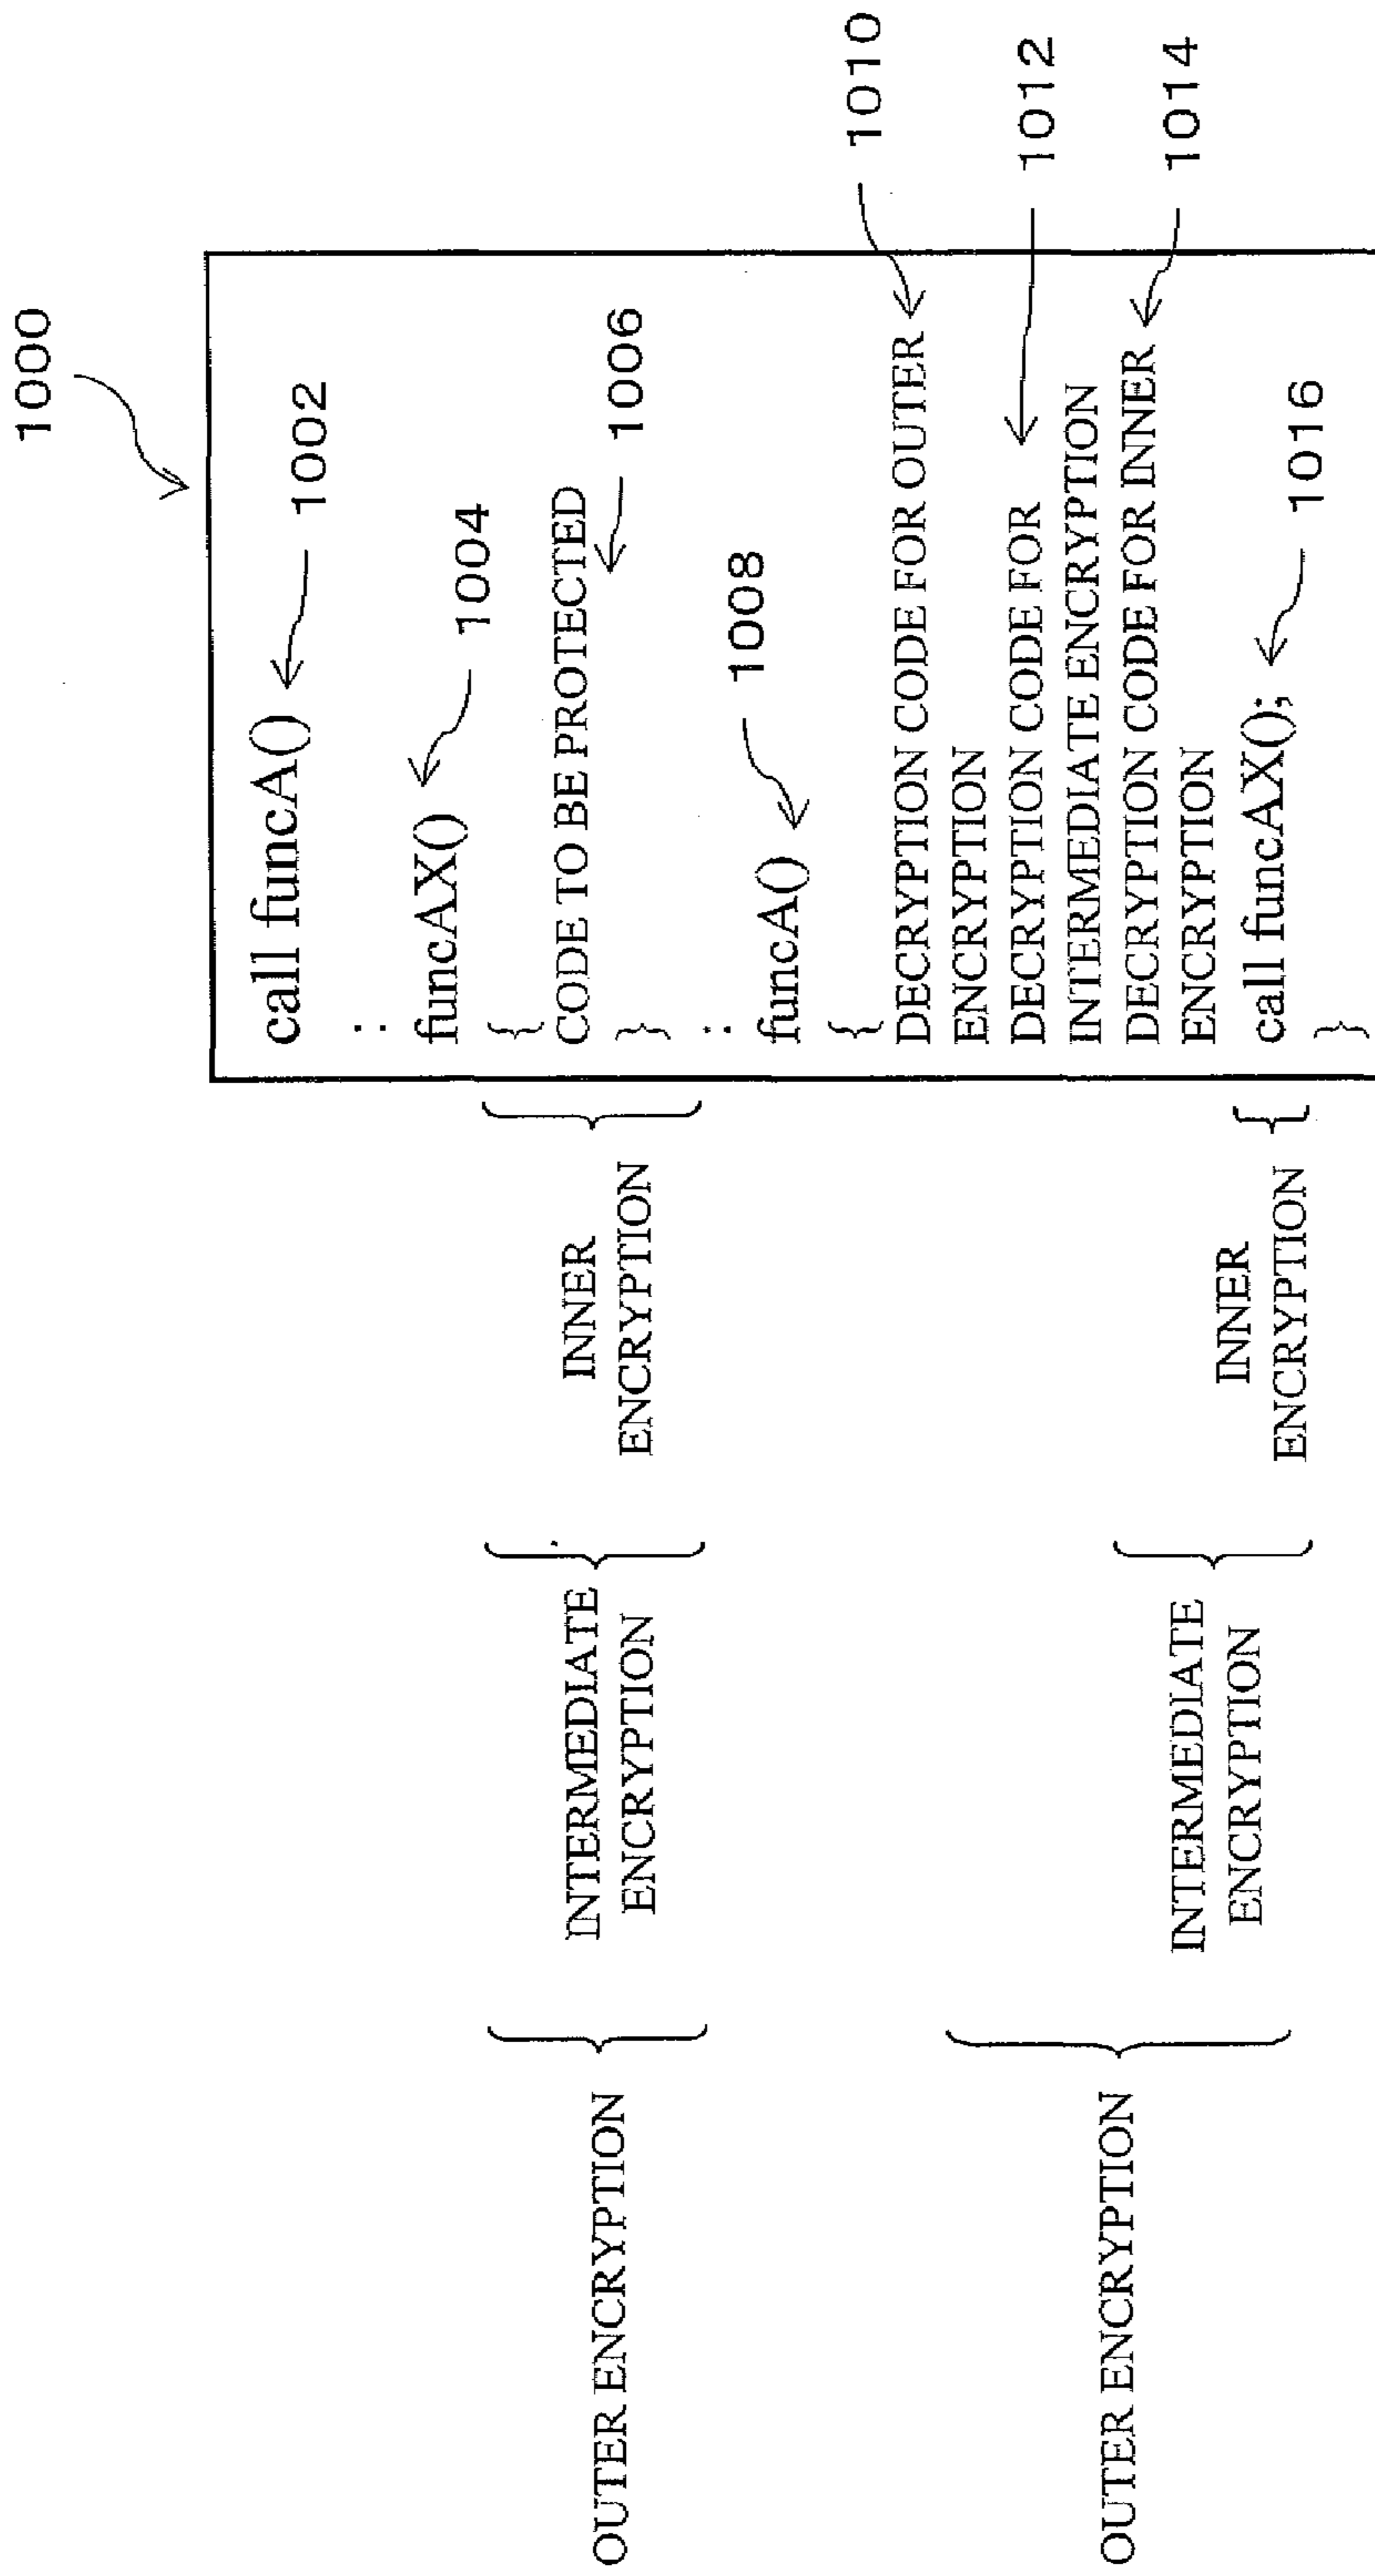 1000
call funcA()
1002
:
funcAX()
1004
{
CODE TO BE PROTECTED
1006
}
:
funcA()
1008
{
DECRYPTION CODE FOR OUTER
ENCRYPTION
1010
DECRYPTION CODE FOR
1012
INTERMEDIATE ENCRYPTION
DECRYPTION CODE FOR INNER
ENCRYPTION
1014
call funcAX();
1016
}
OUTER ENCRYPTION
INTERMEDIATE
ENCRYPTION
INNER
ENCRYPTION
OUTER ENCRYPTION
INTERMEDIATE
ENCRYPTION
INNER
ENCRYPTION